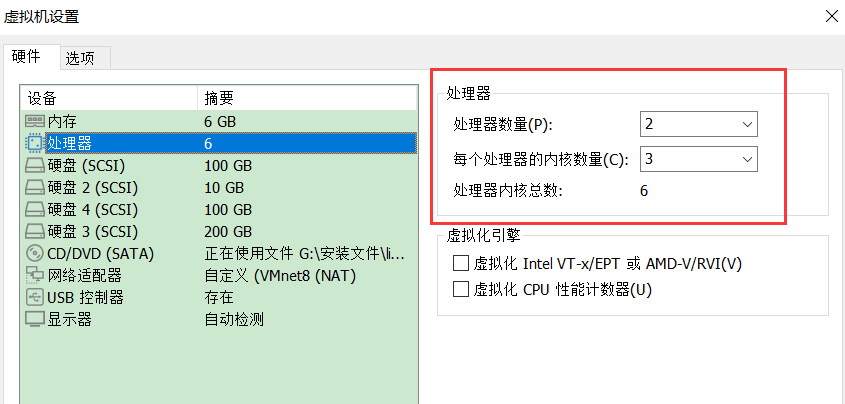 虚拟机设置
硬件 选项
设备 摘要
内存 6 GB
处理器 6
硬盘 (SCSI) 100 GB
硬盘 2 (SCSI) 10 GB
硬盘 4 (SCSI) 100 GB
硬盘 3 (SCSI) 200 GB
CD/DVD (SATA) 正在使用文件 G:\安装文件\li...
网络适配器 自定义 (VMnet8 (NAT)
USB 控制器 存在
显示器 自动检测
处理器
处理器数量(P): 2
每个处理器的内核数量(C): 3
处理器内核总数: 6
虚拟化引擎
虚拟化 Intel VT-x/EPT 或 AMD-V/RVI(V)
虚拟化 CPU 性能计数器(U)